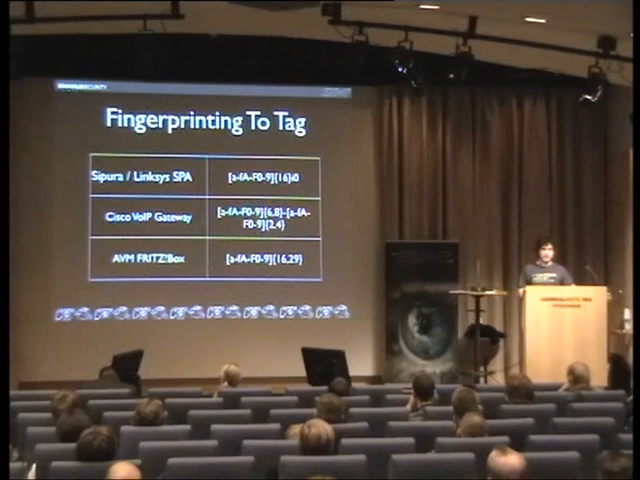 Fingerprinting To Tag
Sipura / Linksys SPA
[a-fA-F0-9]{16}i0
Cisco VoIP Gateway
[a-fA-F0-9]{6,8}-[a-fA-
F0-9]{2,4}
AVM FRITZ!Box
[a-fA-F0-9]{16,29}